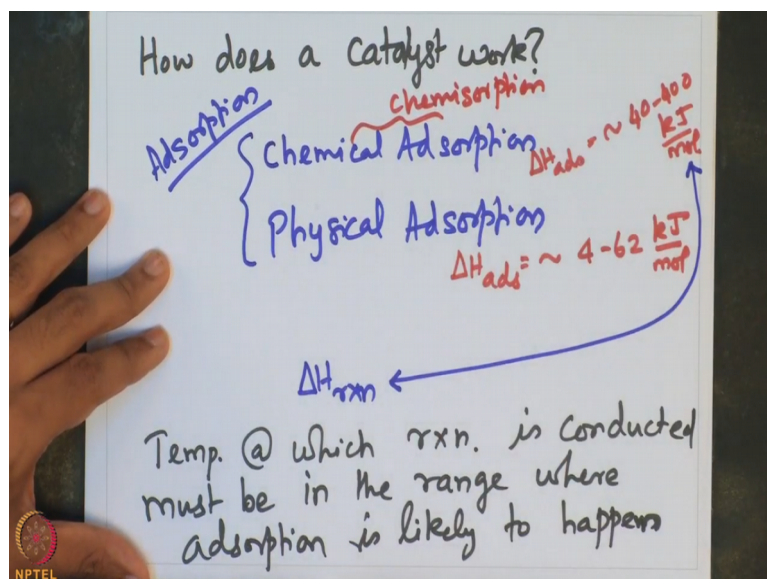 How does a Catalyst work?
Adsorption
chemisorption
Chemical Adsorption
ΔHads = ~ 40-400 kJ/mol
Physical Adsorption
ΔHads = ~ 4-62 kJ/mol
ΔHrxn
Temp. @ which rxn. is conducted
must be in the range where
adsorption is likely to happen
NPTEL